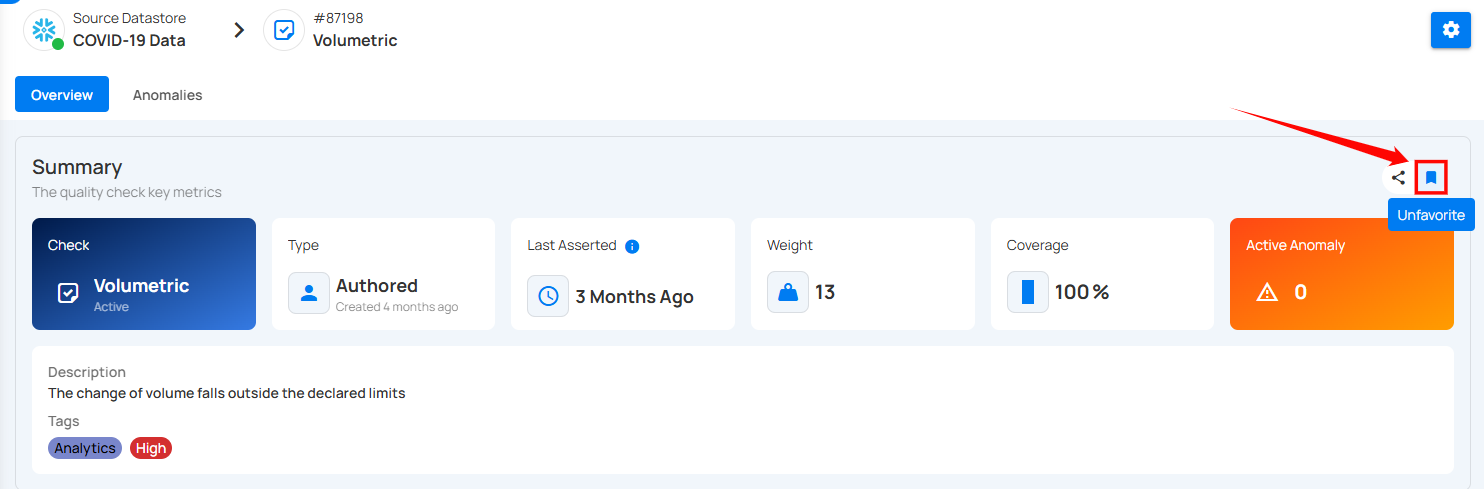 Source Datastore
COVID-19 Data
#87198
Volumetric
Overview
Anomalies
Summary
The quality check key metrics
Unfavorite
Check
Volumetric
Active
Type
Authored
Created 4 months ago
Last Asserted
3 Months Ago
Weight
13
Coverage
100 %
Active Anomaly
0
Description
The change of volume falls outside the declared limits
Tags
Analytics
High